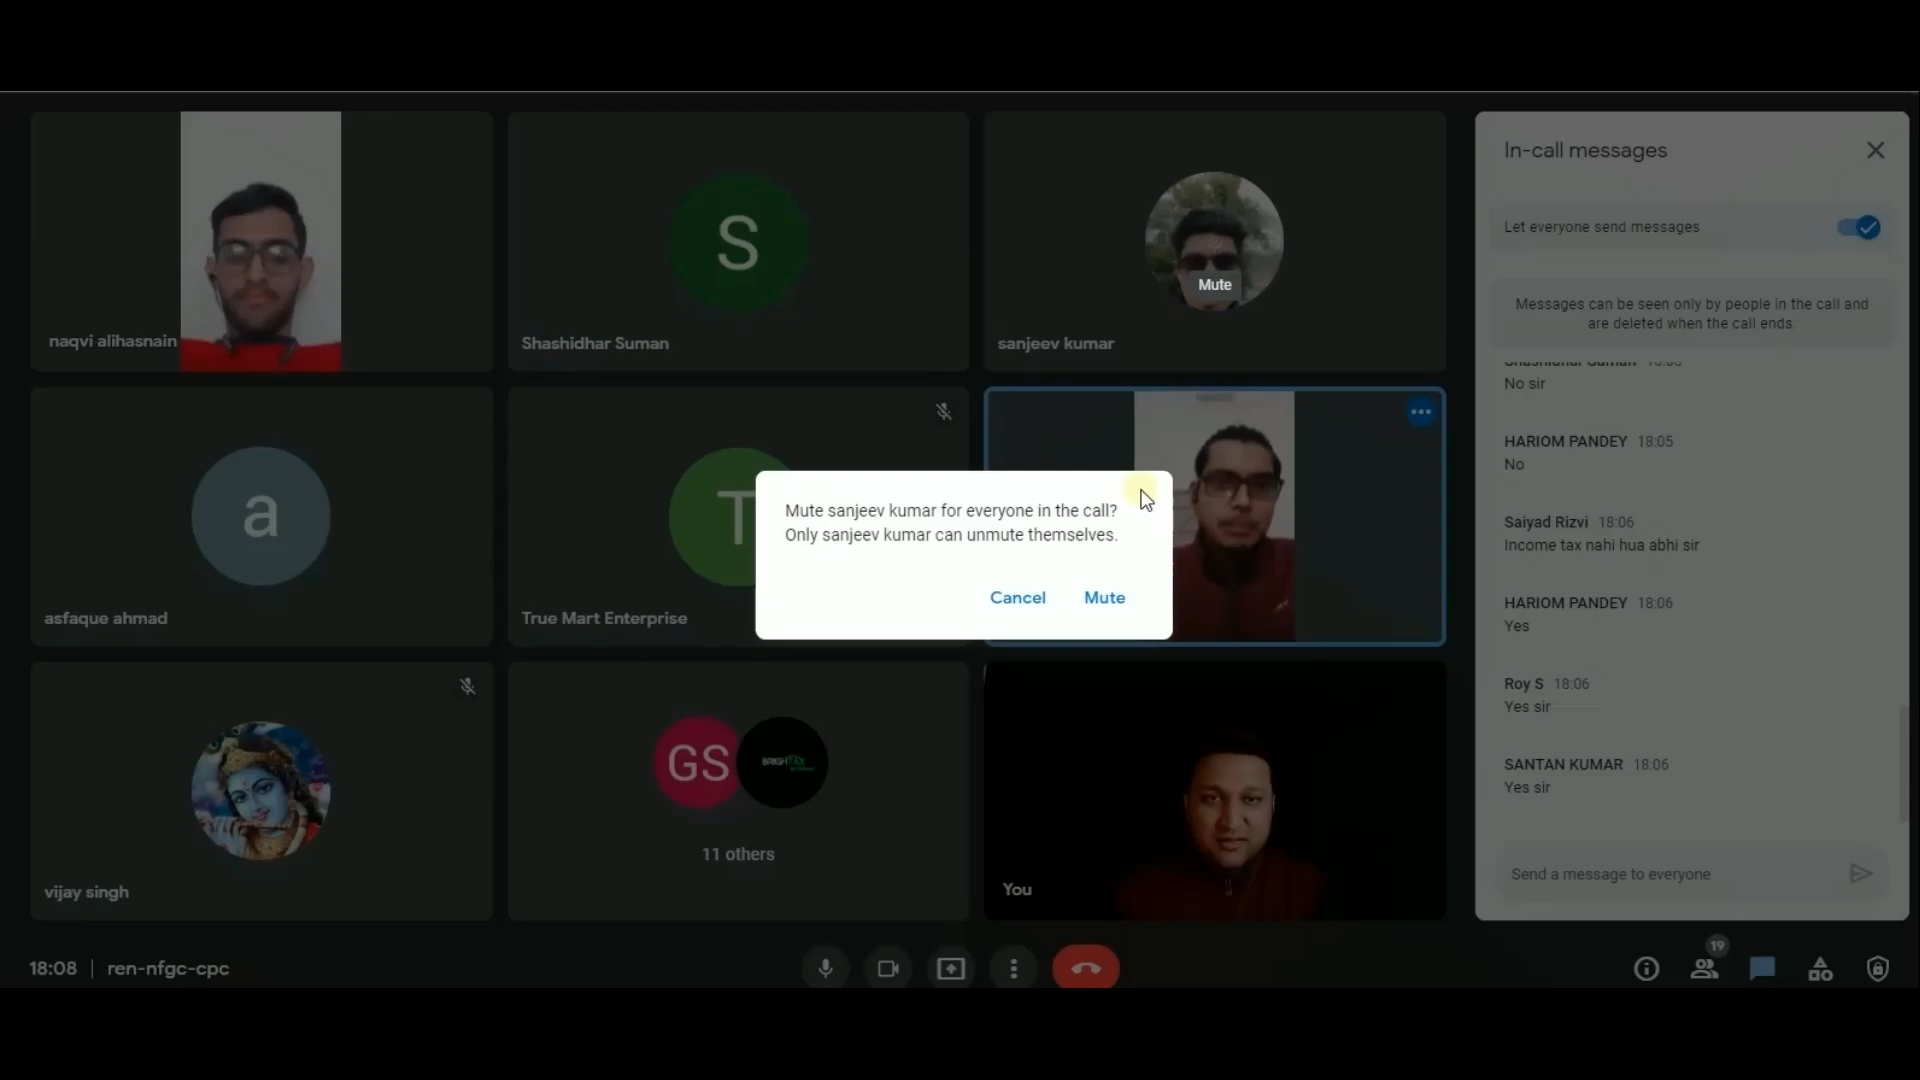 naqvi alihasnain
S
Shashidhar Suman
Mute
sanjeev kumar
a
asfaque ahmad
T
True Mart Enterprise
Mute sanjeev kumar for everyone in the call?
Only sanjeev kumar can unmute themselves.
Cancel
Mute
vijay singh
GS
11 others
You
In-call messages
Let everyone send messages
Messages can be seen only by people in the call and
are deleted when the call ends.
No sir
HARIOM PANDEY 18:05
No
Saiyad Rizvi 18:06
Income tax nahi hua abhi sir
HARIOM PANDEY 18:06
Yes
Roy S 18:06
Yes sir
SANTAN KUMAR 18:06
Yes sir
Send a message to everyone
18:08 | ren-nfgc-cpc
19